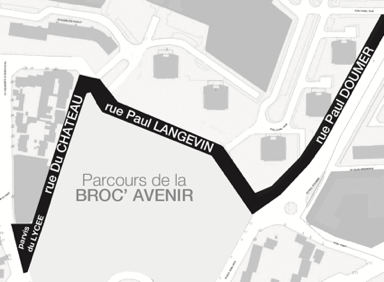 rue Paul DOUMER
rue Paul LANGEVIN
rue Du CHATEAU
Parcours de la
BROC' AVENIR
parvis
du LYCEE